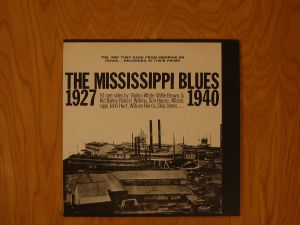 THE WAY THEY SANG FROM MEMPHIS ON
DOWN...RECORDED IN THEIR PRIME
THE MISSISSIPPI BLUES
1927
16 rare sides by: Bukka White, Willie Brown,
Kid Bailey, Robert Wilkins, Son House, Missis
sippi John Hurt, William Harris, Skip James...
1940